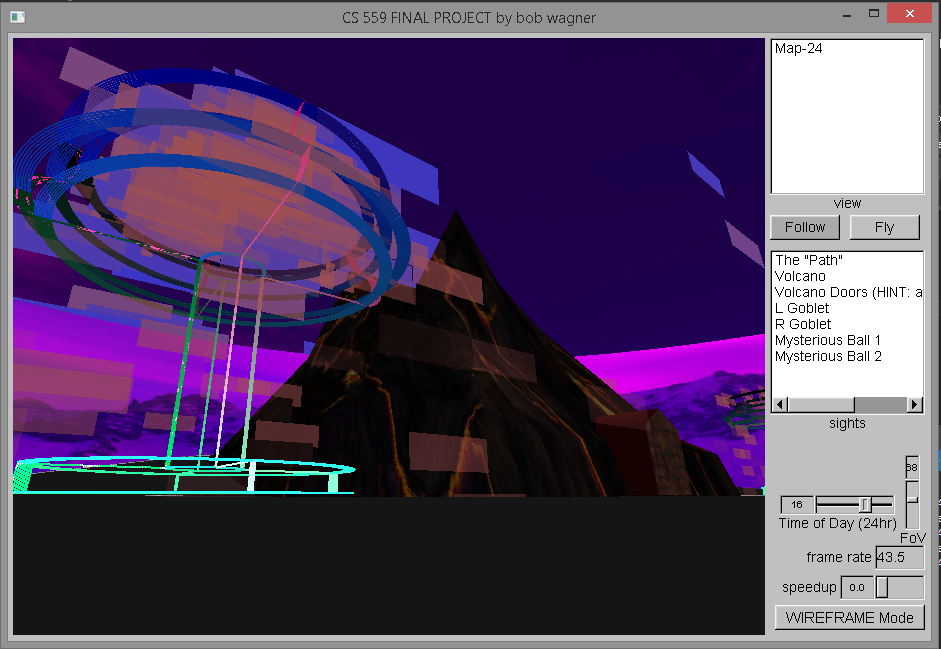 CS 559 FINAL PROJECT by bob wagner
Map-24
view
Follow
Fly
The "Path"
Volcano
Volcano Doors (HINT: a
L Goblet
R Goblet
Mysterious Ball 1
Mysterious Ball 2
sights
68
16
Time of Day (24hr)
FoV
frame rate 43.5
speedup 0.0
WIREFRAME Mode